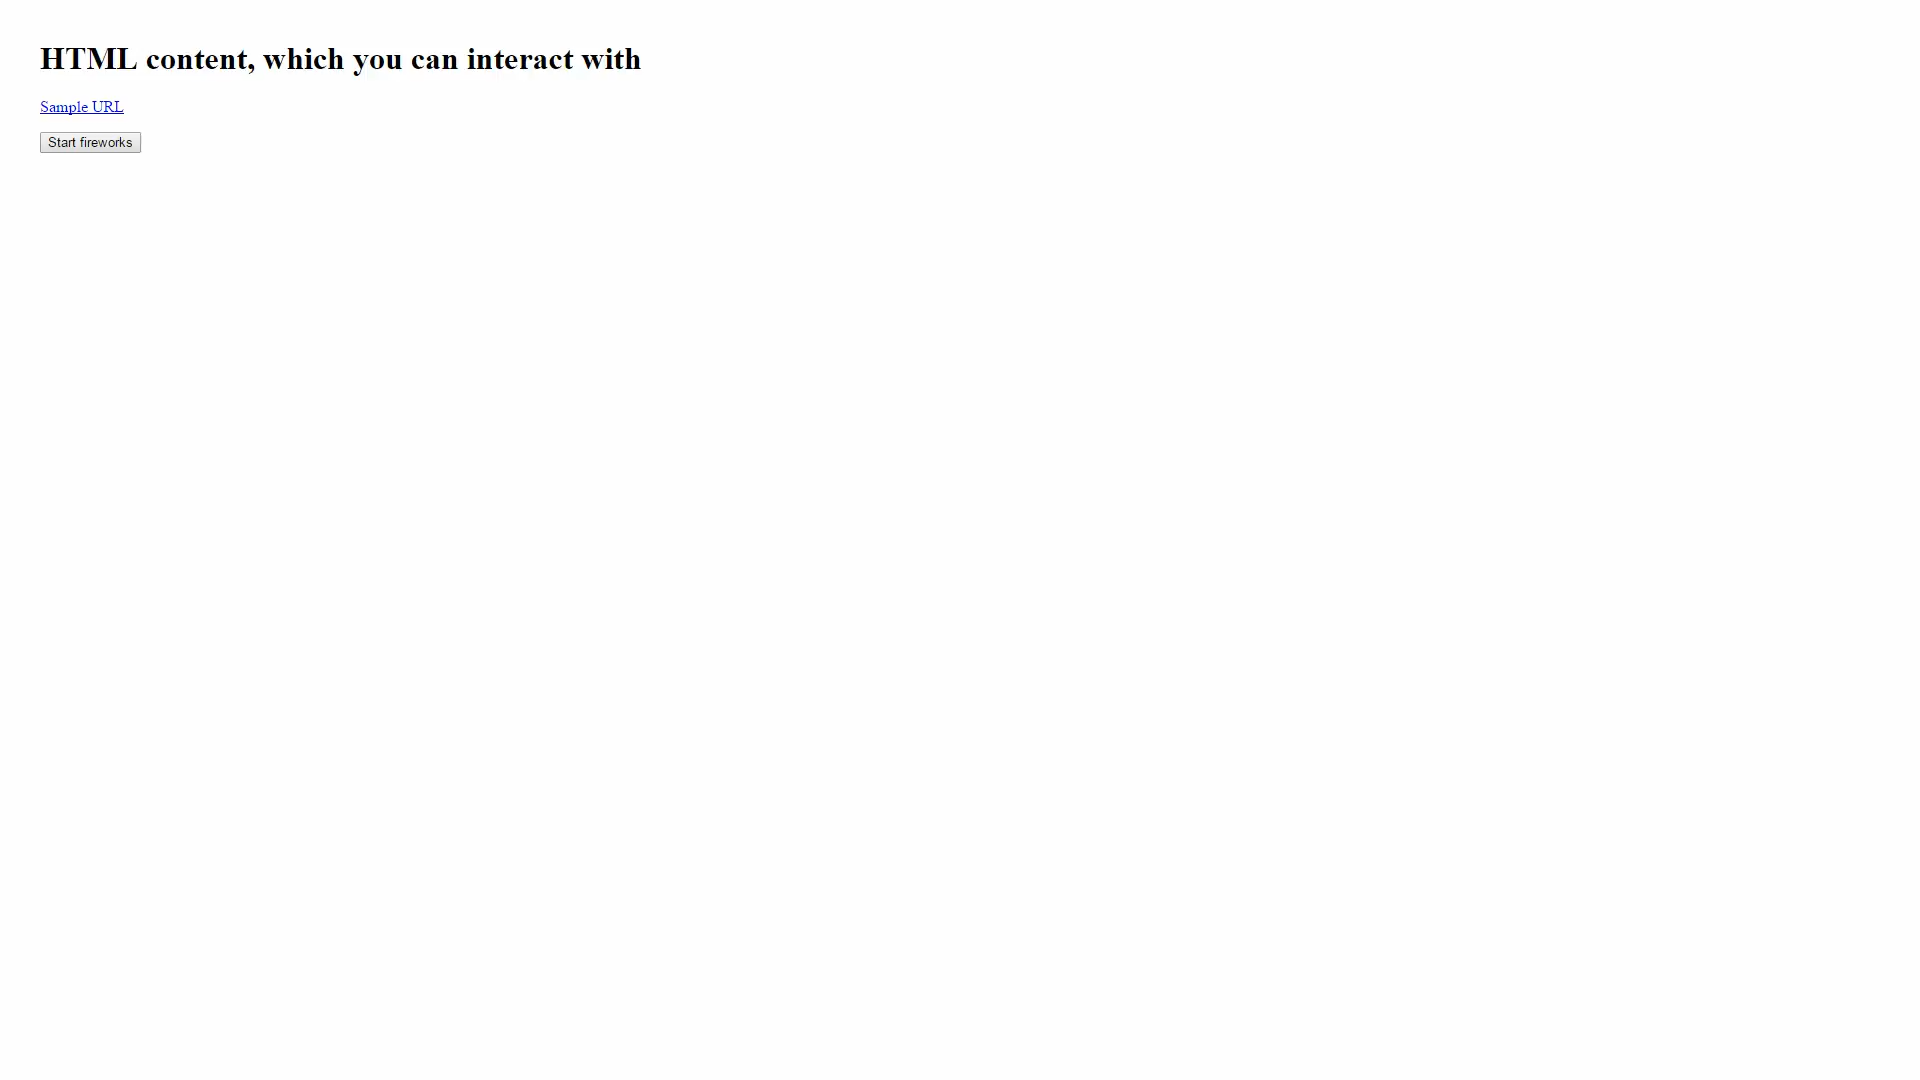 HTML content, which you can interact with
Sample URL
Start fireworks